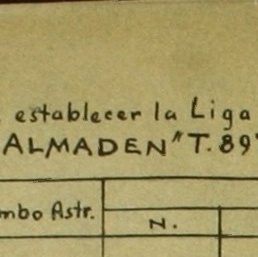 establecer la Liga
ALMADEN" T. 89
mbo Astr.
N.